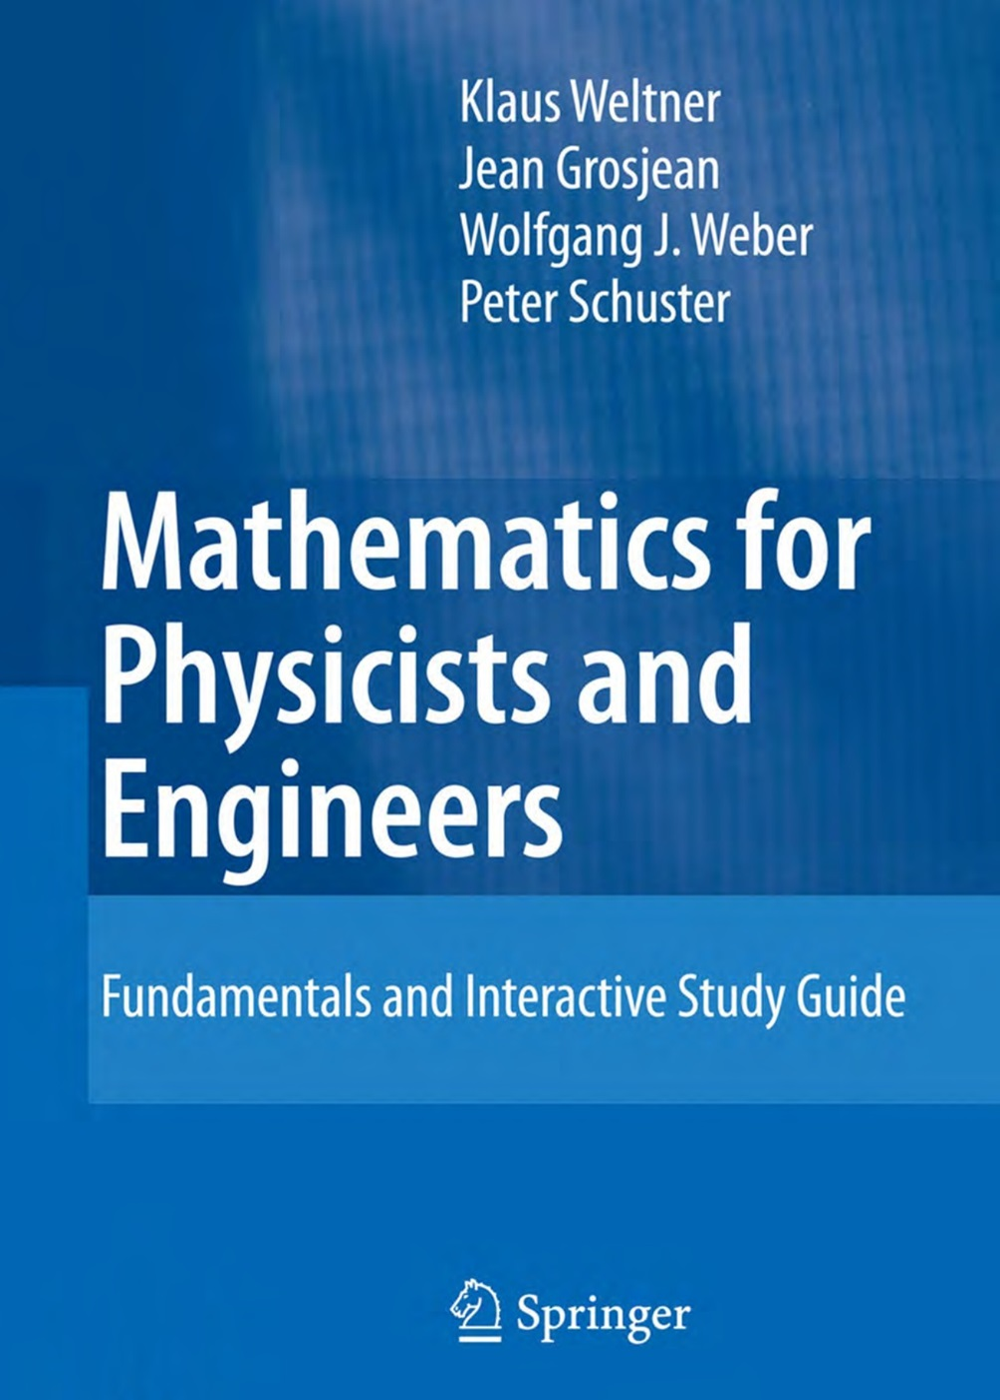 Klaus Weltner
Jean Grosjean
Wolfgang J. Weber
Peter Schuster
Mathematics for
Physicists and
Engineers
Fundamentals and Interactive Study Guide
Springer